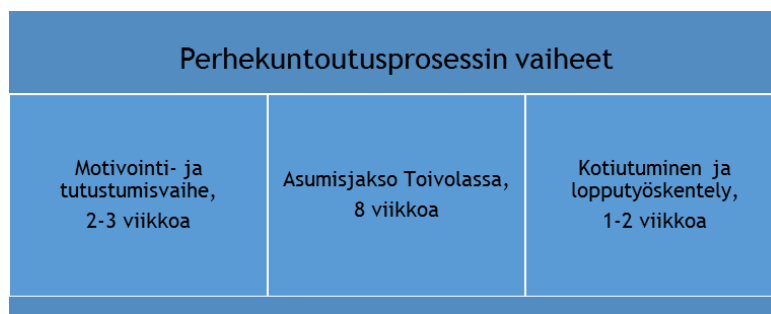 Perhekuntoutusprosessin vaiheet
Motivointi- ja
tutustumisvaihe,
2-3 viikkoa
Asumisjakso Toivolassa,
8 viikkoa
Kotiutuminen ja
lopputyöskentely,
1-2 viikkoa